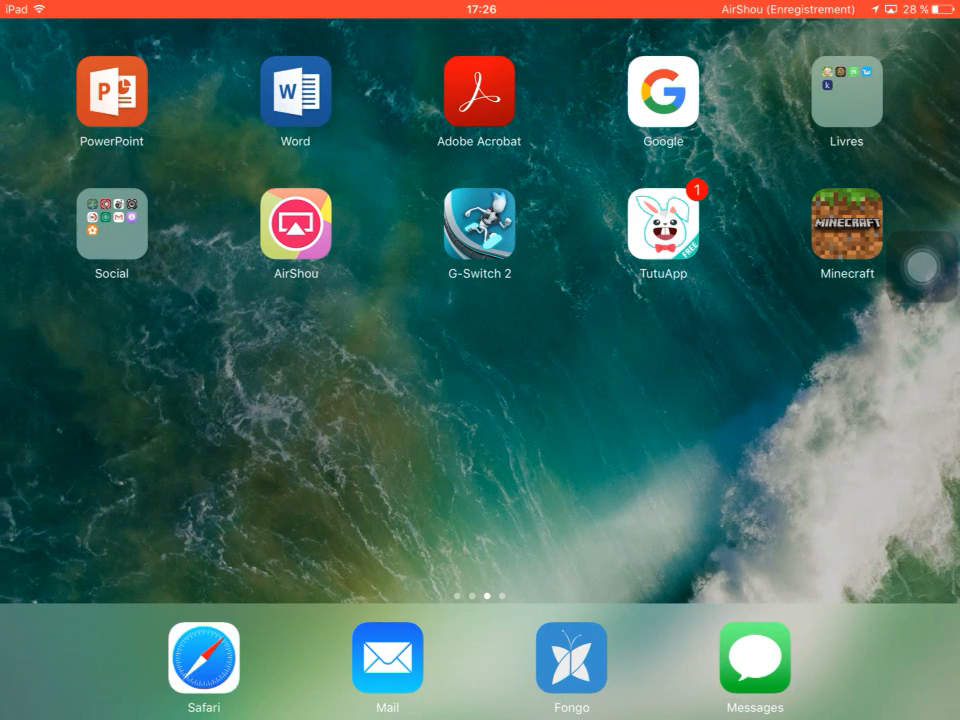 iPad 17:26 AirShou (Enregistrement) 28 %
PowerPoint Word Adobe Acrobat Google Livres
1
FREE
MINECRAFT
Social AirShou G-Switch 2 TutuApp Minecraft
Safari Mail Fongo Messages